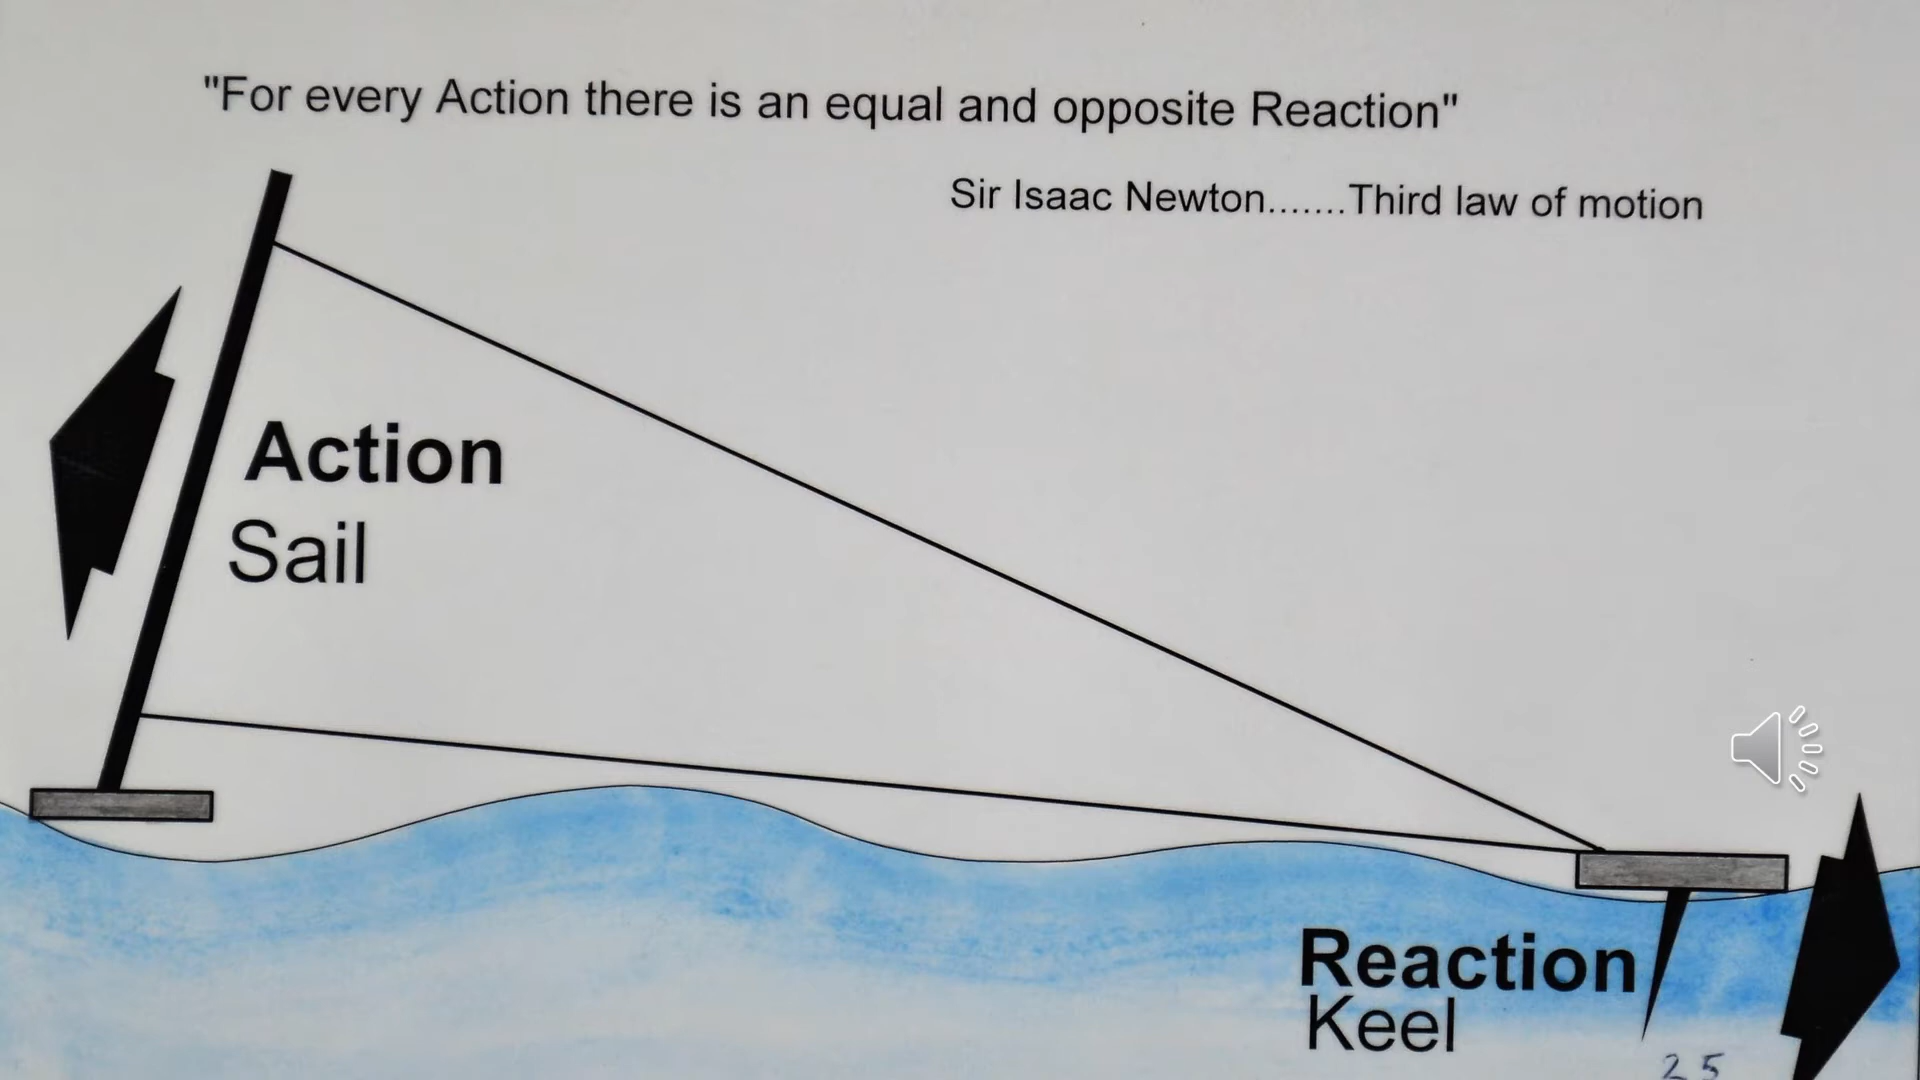 "For every Action there is an equal and opposite Reaction"
Sir Isaac Newton.......Third law of motion
Action
Sail
Reaction
Keel
25